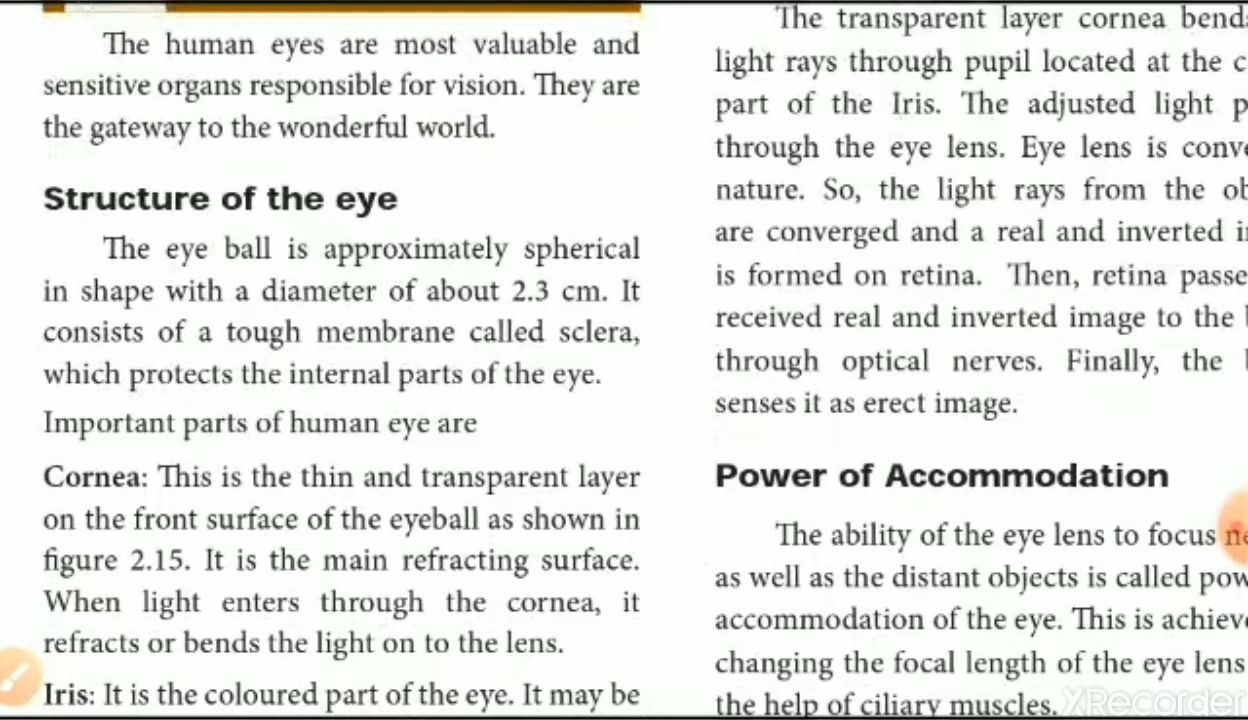 The human eyes are most valuable and
sensitive organs responsible for vision. They are
the gateway to the wonderful world.
Structure of the eye
The eye ball is approximately spherical
in shape with a diameter of about 2.3 cm. It
consists of a tough membrane called sclera,
which protects the internal parts of the eye.
Important parts of human eye are
Cornea: This is the thin and transparent layer
on the front surface of the eyeball as shown in
figure 2.15. It is the main refracting surface.
When light enters through the cornea, it
refracts or bends the light on to the lens.
Iris: It is the coloured part of the eye. It may be
The transparent layer cornea bend
light rays through pupil located at the c
part of the Iris. The adjusted light p
through the eye lens. Eye lens is conve
nature. So, the light rays from the ob
are converged and a real and inverted i
is formed on retina. Then, retina passe
received real and inverted image to the
through optical nerves. Finally, the
senses it as erect image.
Power of Accommodation
The ability of the eye lens to focus ne
as well as the distant objects is called pow
accommodation of the eye. This is achieve
changing the focal length of the eye lens
the help of ciliary muscles.
XRecorder